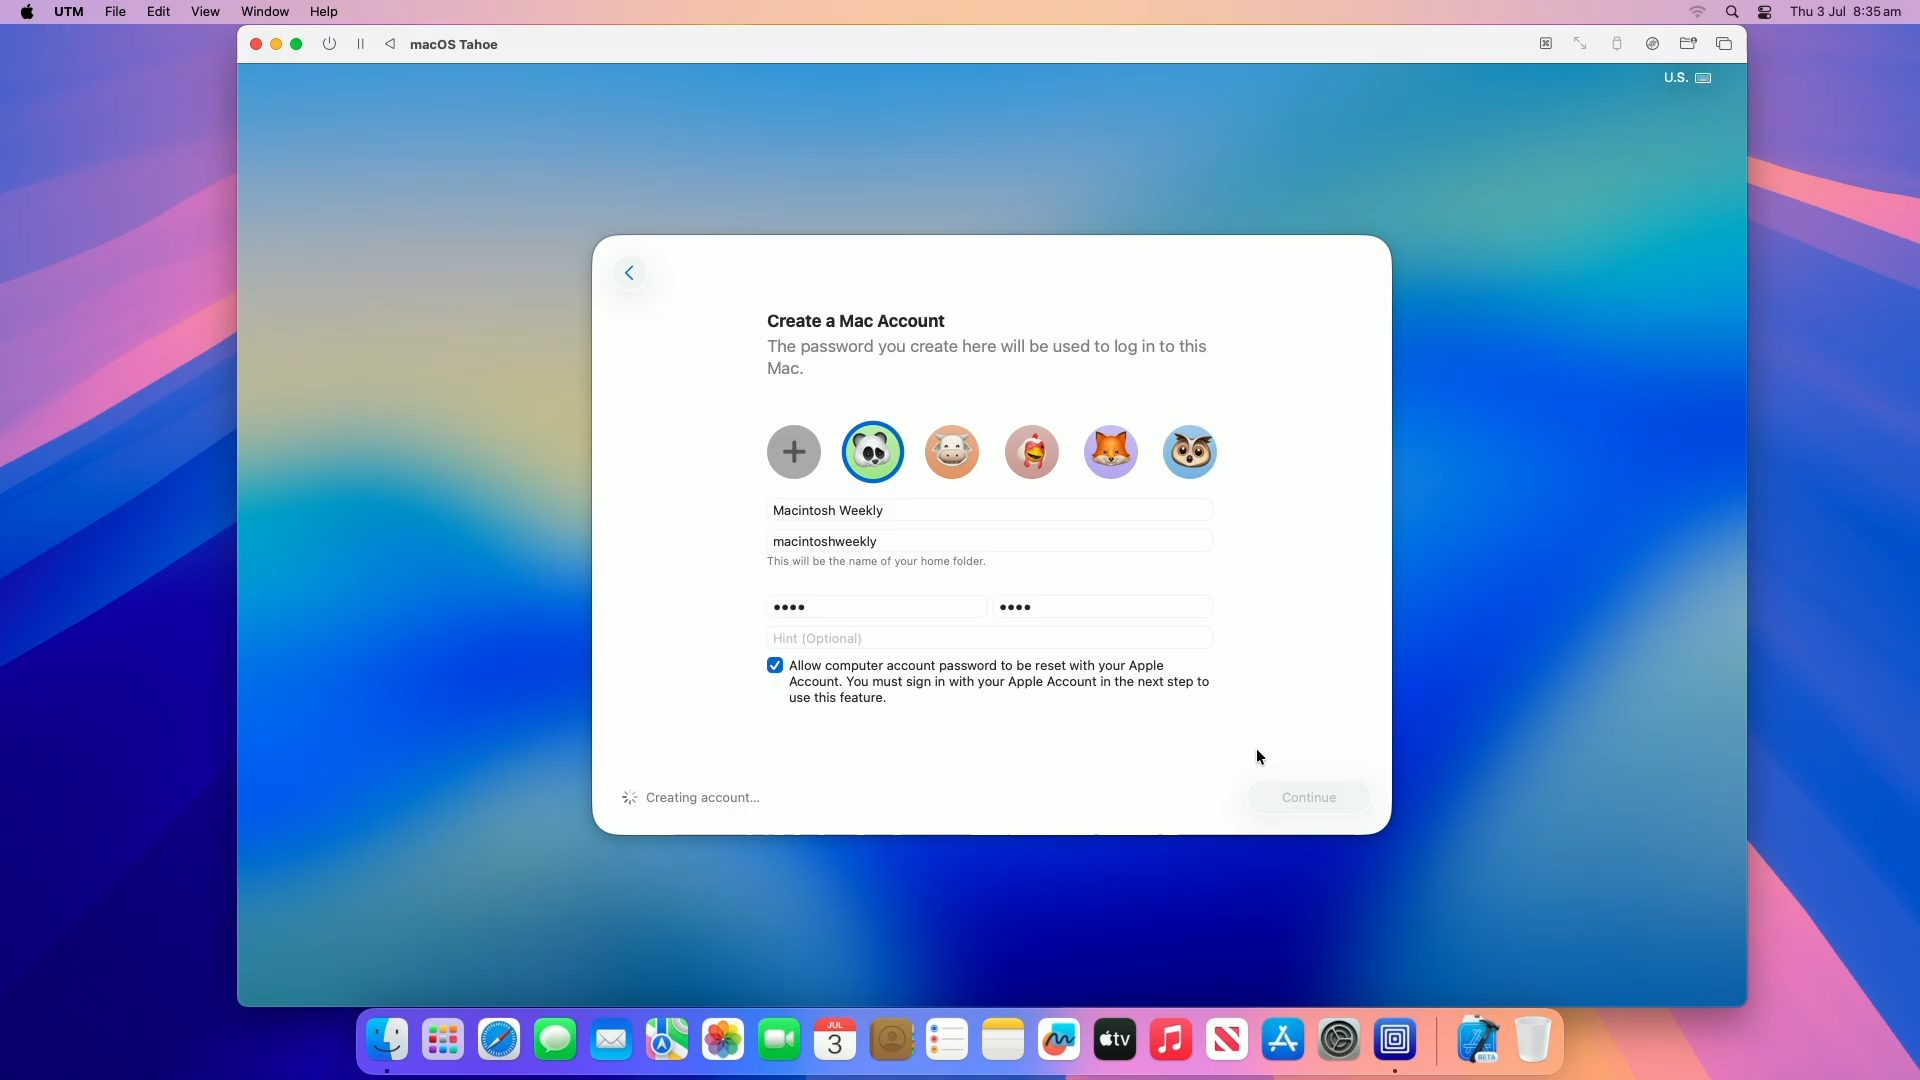 UTM File Edit View Window Help Thu 3 Jul 8:35 am
macOS Tahoe
U.S.
Create a Mac Account
The password you create here will be used to log in to this
Mac.
Macintosh Weekly
macintoshweekly
This will be the name of your home folder.
Hint (Optional)
Allow computer account password to be reset with your Apple
Account. You must sign in with your Apple Account in the next step to
use this feature.
Creating account...
Continue
JUL
3
tv
BETA